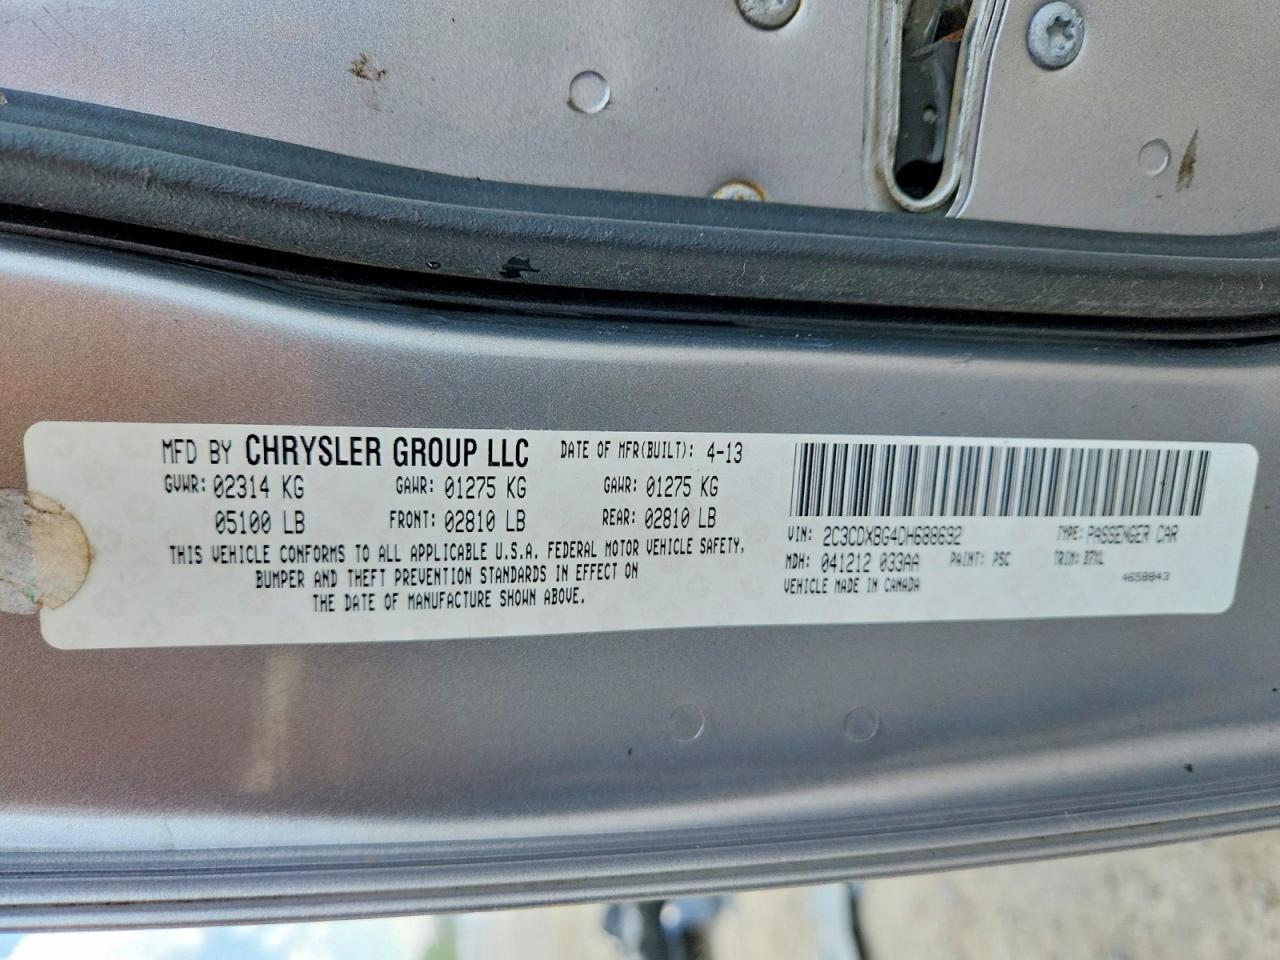 MFD BY CHRYSLER GROUP LLC DATE OF MFR(BUILT): 4-13
GVWR: 02314 KG GAWR: 01275 KG GAWR: 01275 KG
05100 LB FRONT: 02810 LB REAR: 02810 LB
THIS VEHICLE CONFORMS TO ALL APPLICABLE U.S.A. FEDERAL MOTOR VEHICLE SAFETY,
BUMPER AND THEFT PREVENTION STANDARDS IN EFFECT ON
THE DATE OF MANUFACTURE SHOWN ABOVE.
VIN: 2C3CDXBG4DH688692 TYPE: PASSENGER CAR
MDH: 041212 033AA PAINT: PSC TRIM: B7XL
VEHICLE MADE IN CANADA 4658843